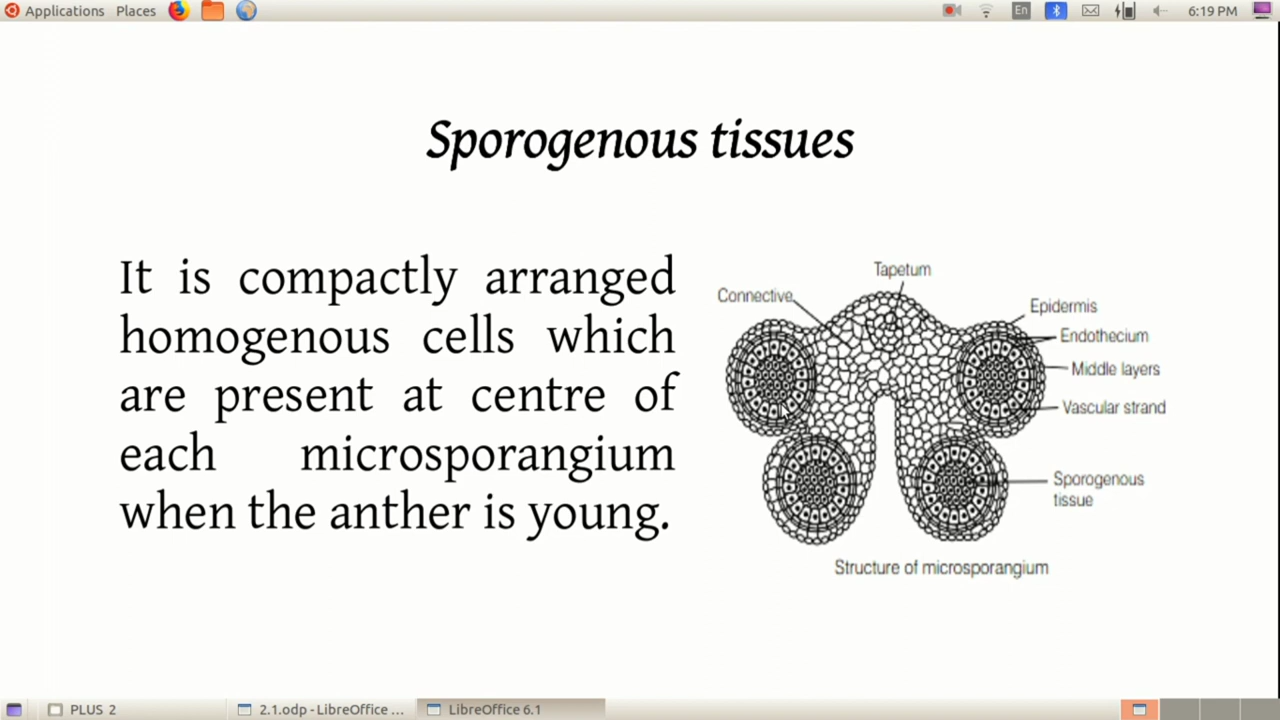 Applications Places En 6:19 PM
Sporogenous tissues
It is compactly arranged
homogenous cells which
are present at centre of
each microsporangium
when the anther is young.
Tapetum
Connective
Epidermis
Endothecium
Middle layers
Vascular strand
Sporogenous
tissue
Structure of microsporangium
PLUS 2 2.1.odp - LibreOffice ... LibreOffice 6.1